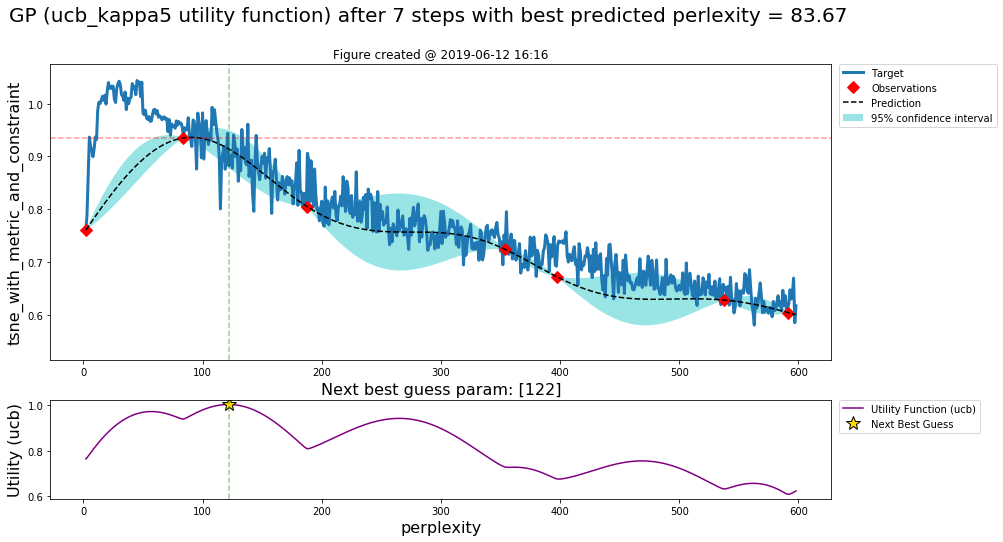 GP (ucb_kappa5 utility function) after 7 steps with best predicted perlexity = 83.67
Figure created @ 2019-06-12 16:16
tsne_with_metric_and_constraint
1.0
0.9
0.8
0.7
0.6
0 100 200 300 400 500 600
Target
Observations
Prediction
95% confidence interval
Next best guess param: [122]
Utility (ucb)
1.0
0.8
0.6
0 100 200 300 400 500 600
perplexity
Utility Function (ucb)
Next Best Guess